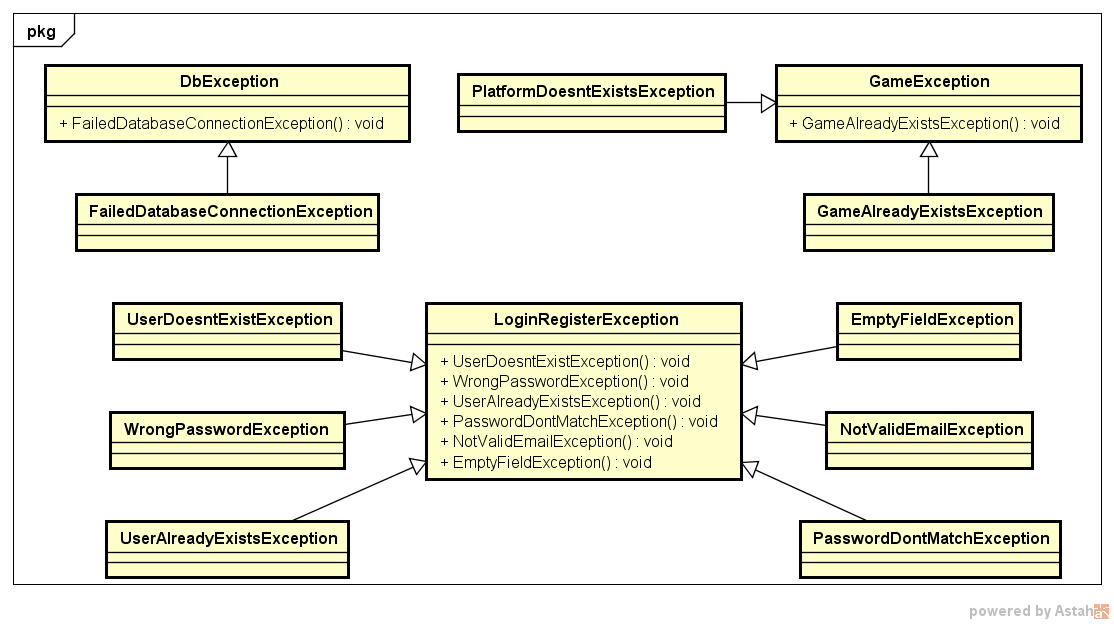 pkg
DbException
+ FailedDatabaseConnectionException() : void
PlatformDoesntExistsException
GameException
+ GameAlreadyExistsException() : void
FailedDatabaseConnectionException
GameAlreadyExistsException
UserDoesntExistException
LoginRegisterException
+ UserDoesntExistException() : void
+ WrongPasswordException() : void
+ UserAlreadyExistsException() : void
+ PasswordDontMatchException() : void
+ NotValidEmailException() : void
+ EmptyFieldException() : void
EmptyFieldException
WrongPasswordException
NotValidEmailException
UserAlreadyExistsException
PasswordDontMatchException
powered by Astah